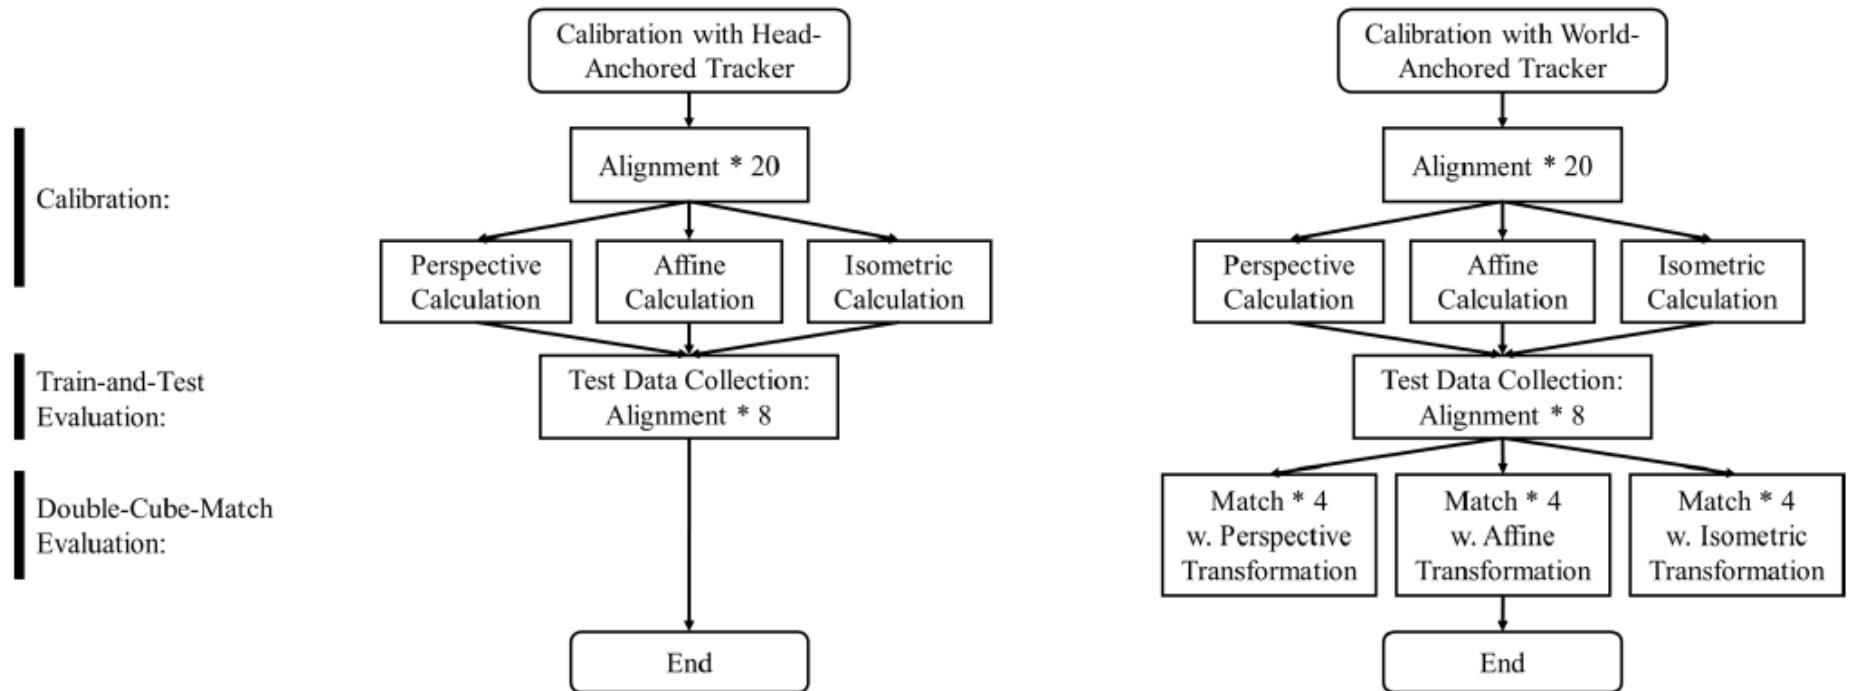 Calibration with Head-
Anchored Tracker
Calibration with World-
Anchored Tracker
Calibration:
Alignment * 20
Alignment * 20
Perspective
Calculation
Affine
Calculation
Isometric
Calculation
Perspective
Calculation
Affine
Calculation
Isometric
Calculation
Train-and-Test
Evaluation:
Test Data Collection:
Alignment * 8
Test Data Collection:
Alignment * 8
Double-Cube-Match
Evaluation:
Match * 4
w. Perspective
Transformation
Match * 4
w. Affine
Transformation
Match * 4
w. Isometric
Transformation
End
End